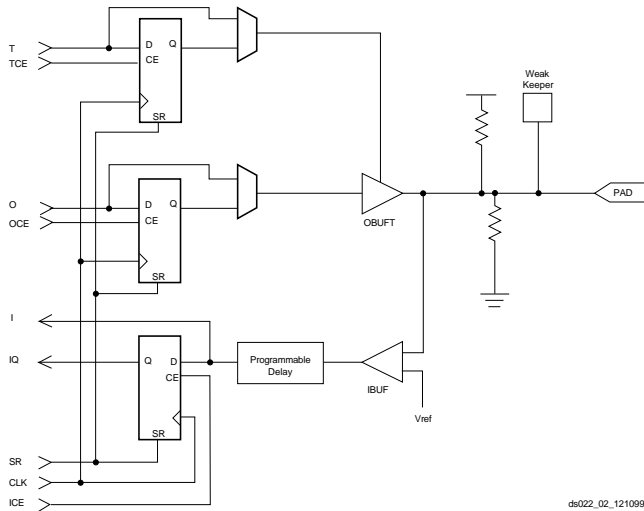 T
TCE
D
Q
CE
SR
Weak
Keeper
O
OCE
D
Q
CE
SR
OBUFT
PAD
I
IQ
Q
D
CE
SR
Programmable
Delay
IBUF
Vref
SR
CLK
ICE
ds022_02_121099